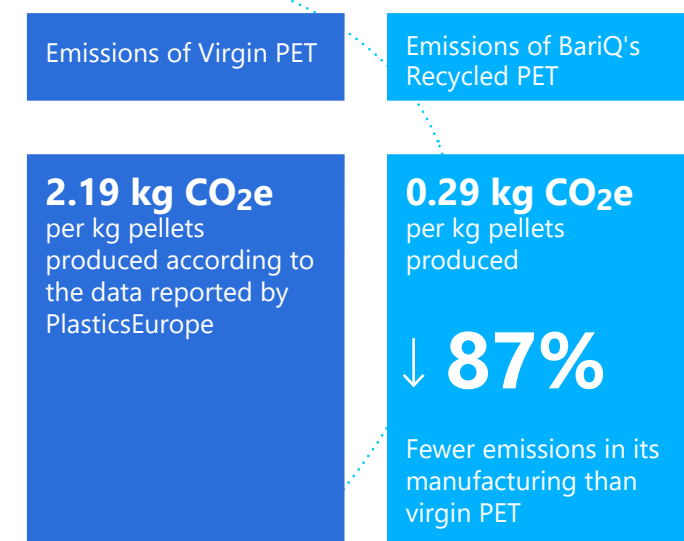 Emissions of Virgin PET
Emissions of BariQ's
Recycled PET
2.19 kg CO₂e
per kg pellets
produced according to
the data reported by
PlasticsEurope
0.29 kg CO₂e
per kg pellets
produced
↓ 87%
Fewer emissions in its
manufacturing than
virgin PET